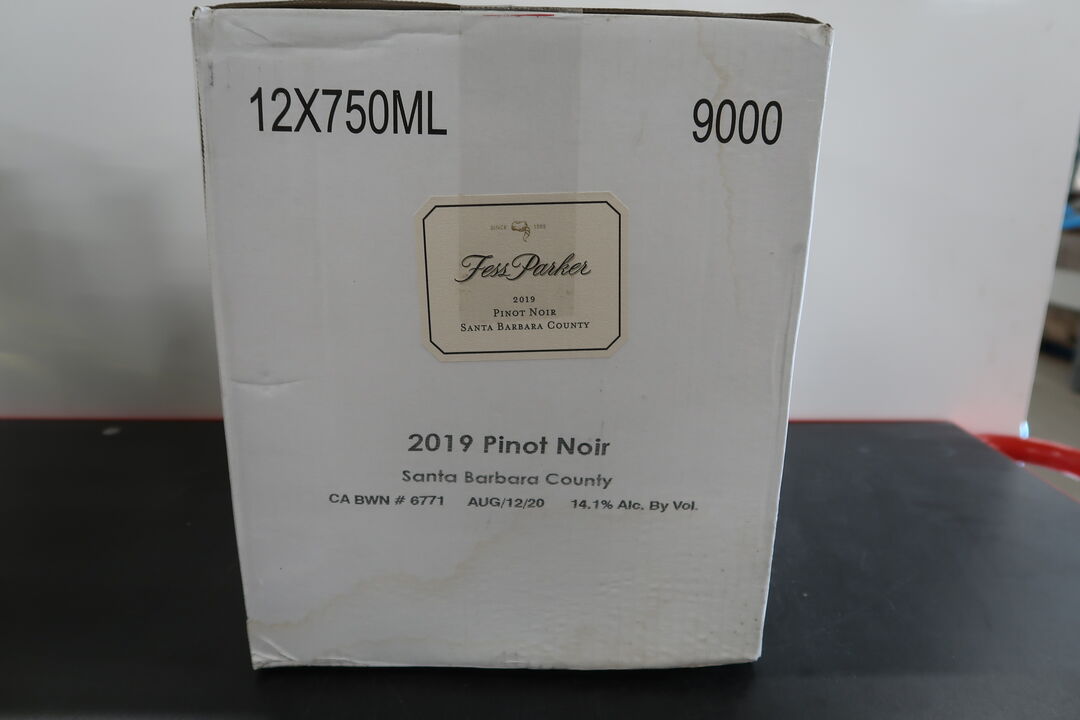 12X750ML 9000
SINCE 1989
Fess Parker
2019
PINOT NOIR
SANTA BARBARA COUNTY
2019 Pinot Noir
Santa Barbara County
CA BWN # 6771 AUG/12/20 14.1% Alc. By Vol.